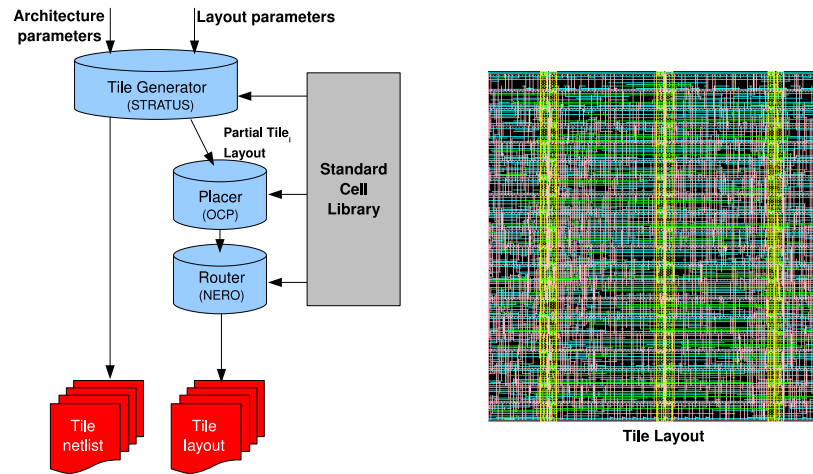 Architecture
parameters
Layout parameters
Tile Generator
(STRATUS)
Partial Tile i
Layout
Placer
(OCP)
Standard
Cell
Library
Router
(NERO)
Tile
netlist
Tile
layout
Tile Layout